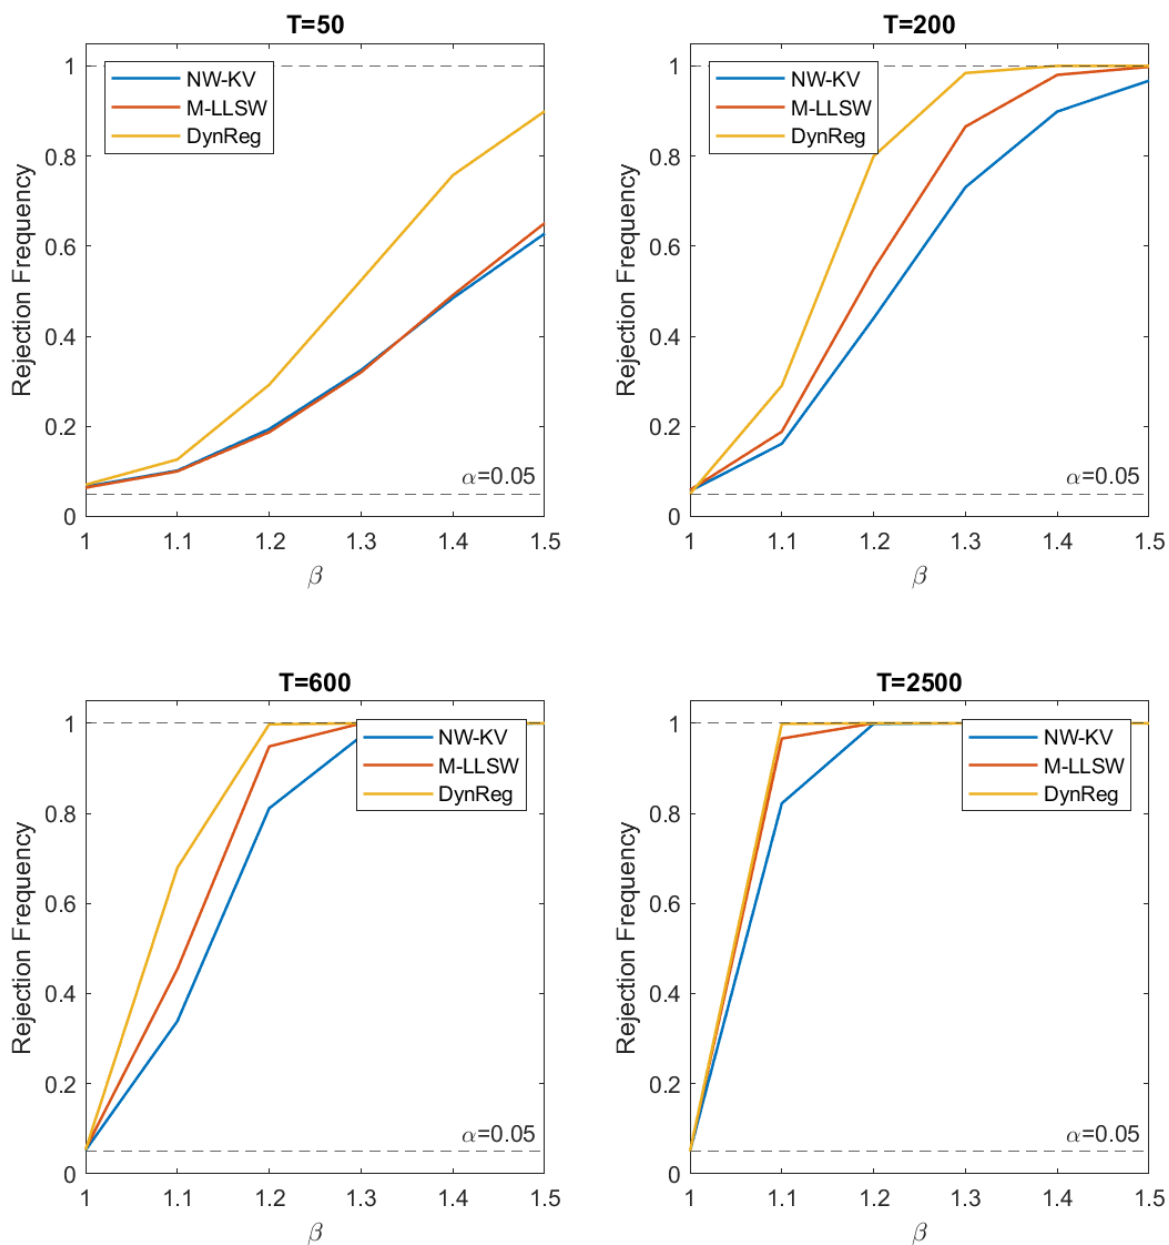 T=50
NW-KV
M-LLSW
DynReg
Rejection Frequency
1
0.8
0.6
0.4
0.2
0
α=0.05
1 1.1 1.2 1.3 1.4 1.5
β
T=200
NW-KV
M-LLSW
DynReg
Rejection Frequency
1
0.8
0.6
0.4
0.2
0
α=0.05
1 1.1 1.2 1.3 1.4 1.5
β
T=600
NW-KV
M-LLSW
DynReg
Rejection Frequency
1
0.8
0.6
0.4
0.2
0
α=0.05
1 1.1 1.2 1.3 1.4 1.5
β
T=2500
NW-KV
M-LLSW
DynReg
Rejection Frequency
1
0.8
0.6
0.4
0.2
0
α=0.05
1 1.1 1.2 1.3 1.4 1.5
β